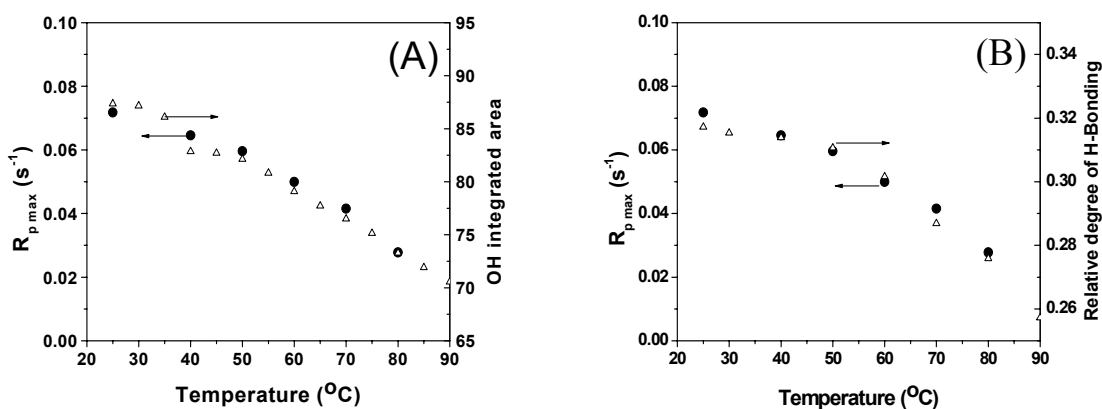 (A)
R p max (s-1)
0.10
0.08
0.06
0.04
0.02
0.00
OH integrated area
95
90
85
80
75
70
65
20 30 40 50 60 70 80 90
Temperature (OC)
(B)
R p max (s-1)
0.10
0.08
0.06
0.04
0.02
0.00
Relative degree of H-Bonding
0.34
0.32
0.30
0.28
0.26
20 30 40 50 60 70 80 90
Temperature (OC)